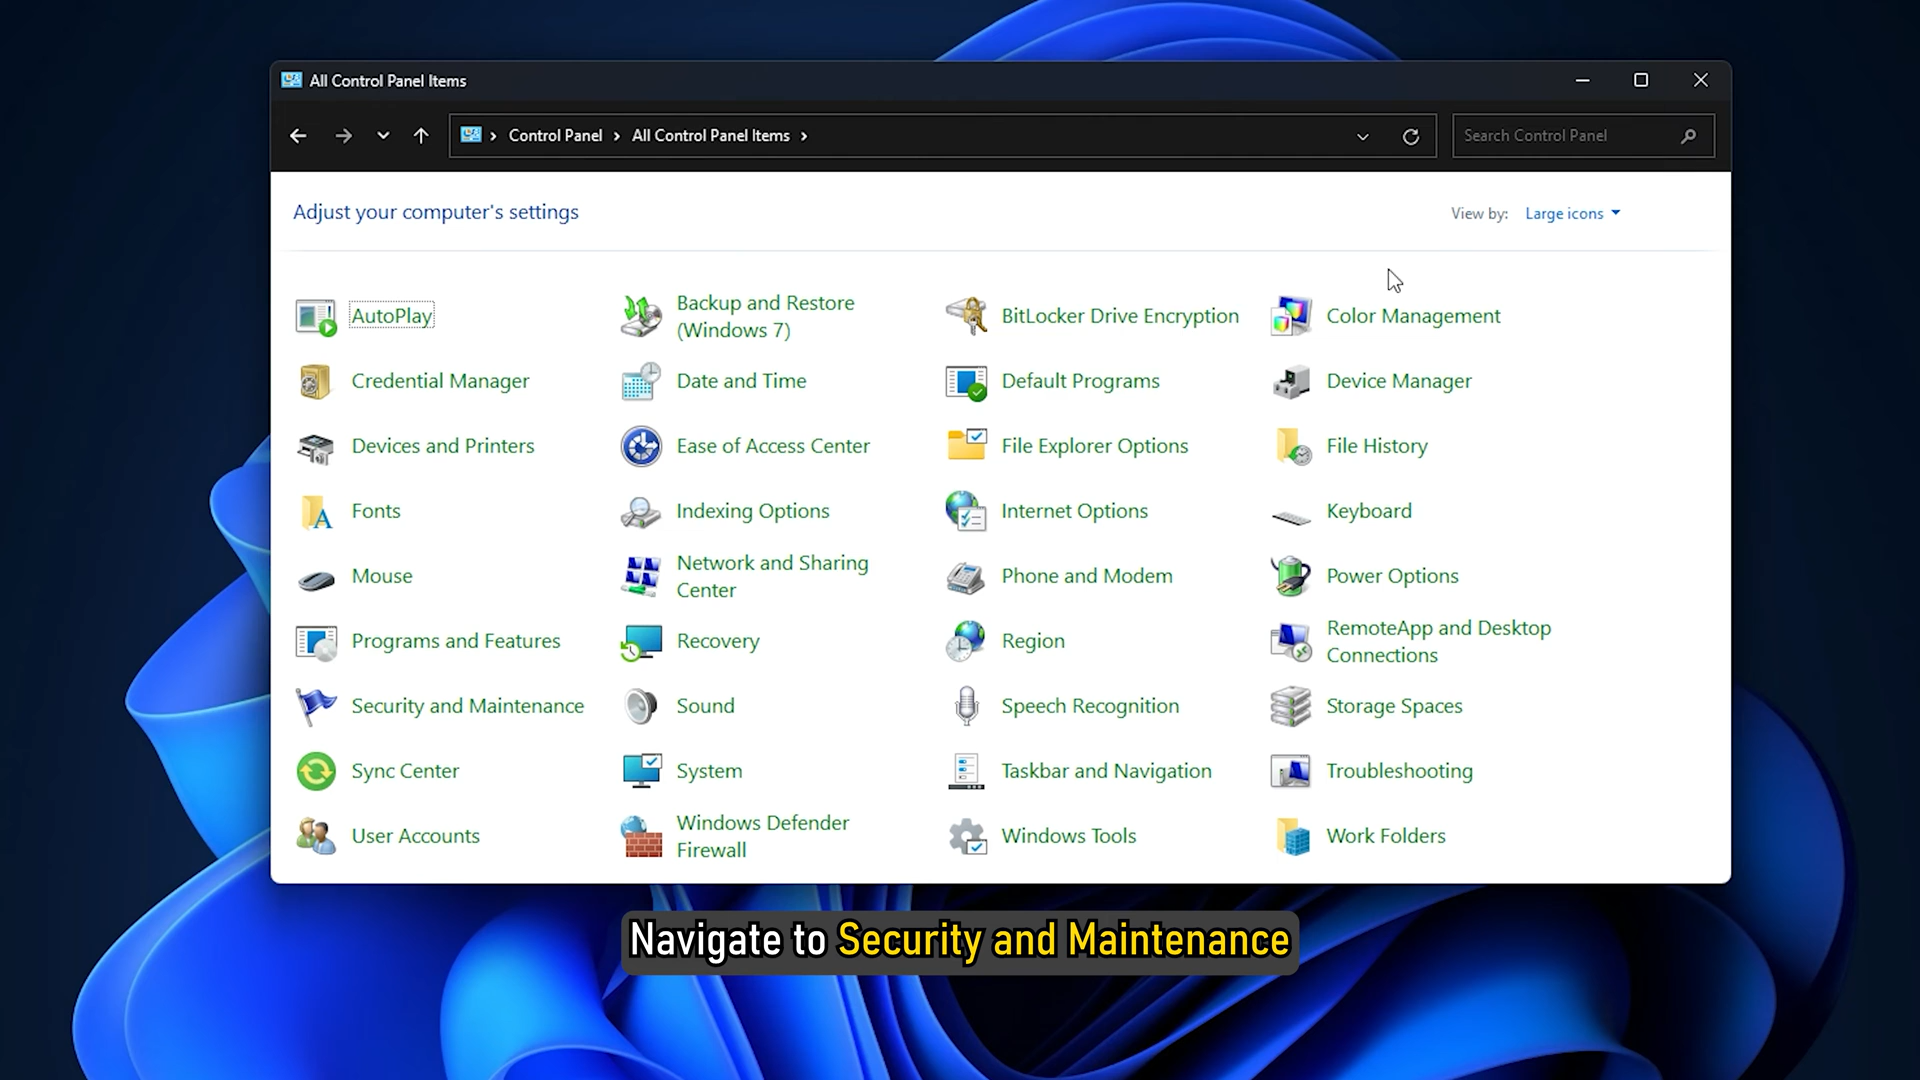 All Control Panel Items
Control Panel
All Control Panel Items
Search Control Panel
Adjust your computer's settings
View by:
Large icons
AutoPlay
Backup and Restore
(Windows 7)
BitLocker Drive Encryption
Color Management
Credential Manager
Date and Time
Default Programs
Device Manager
Devices and Printers
Ease of Access Center
File Explorer Options
File History
Fonts
Indexing Options
Internet Options
Keyboard
Mouse
Network and Sharing
Center
Phone and Modem
Power Options
Programs and Features
Recovery
Region
RemoteApp and Desktop
Connections
Security and Maintenance
Sound
Speech Recognition
Storage Spaces
Sync Center
System
Taskbar and Navigation
Troubleshooting
User Accounts
Windows Defender
Firewall
Windows Tools
Work Folders
Navigate to Security and Maintenance